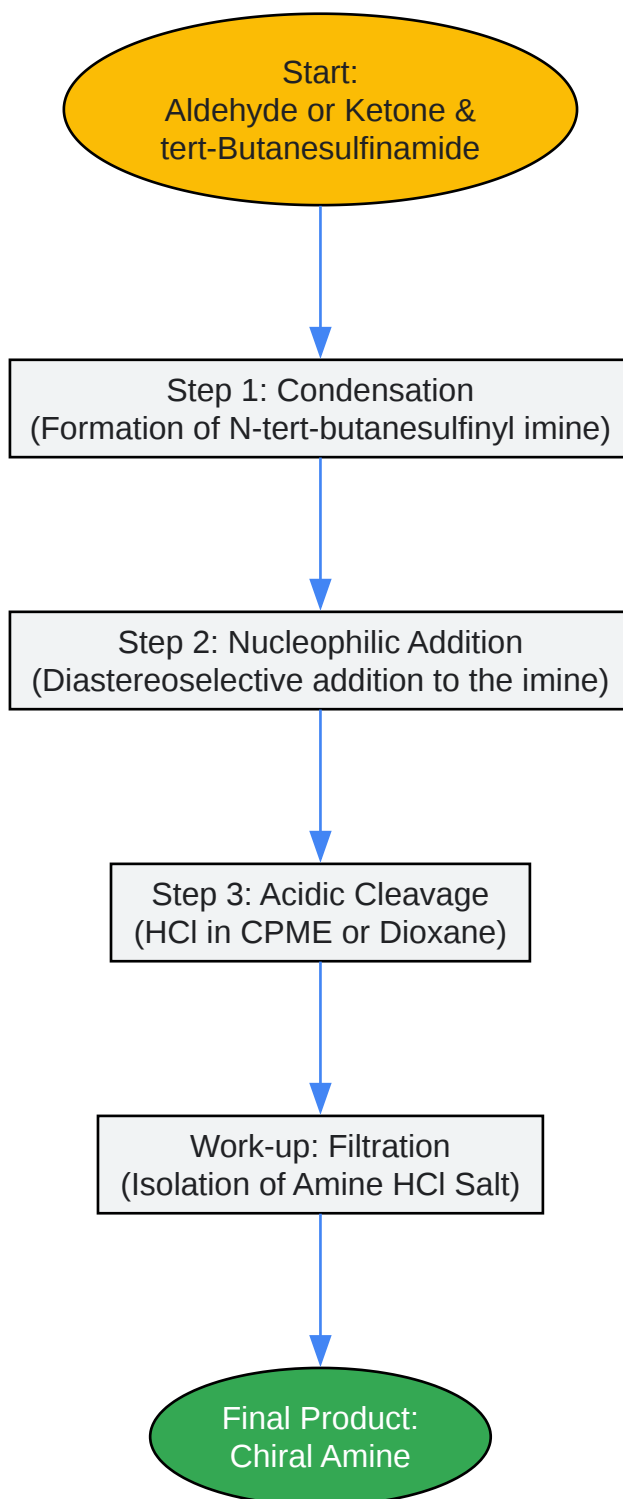 Start:
Aldehyde or Ketone &
tert-Butanesulfinamide
Step 1: Condensation
(Formation of N-tert-butanesulfinyl imine)
Step 2: Nucleophilic Addition
(Diastereoselective addition to the imine)
Step 3: Acidic Cleavage
(HCl in CPME or Dioxane)
Work-up: Filtration
(Isolation of Amine HCl Salt)
Final Product:
Chiral Amine